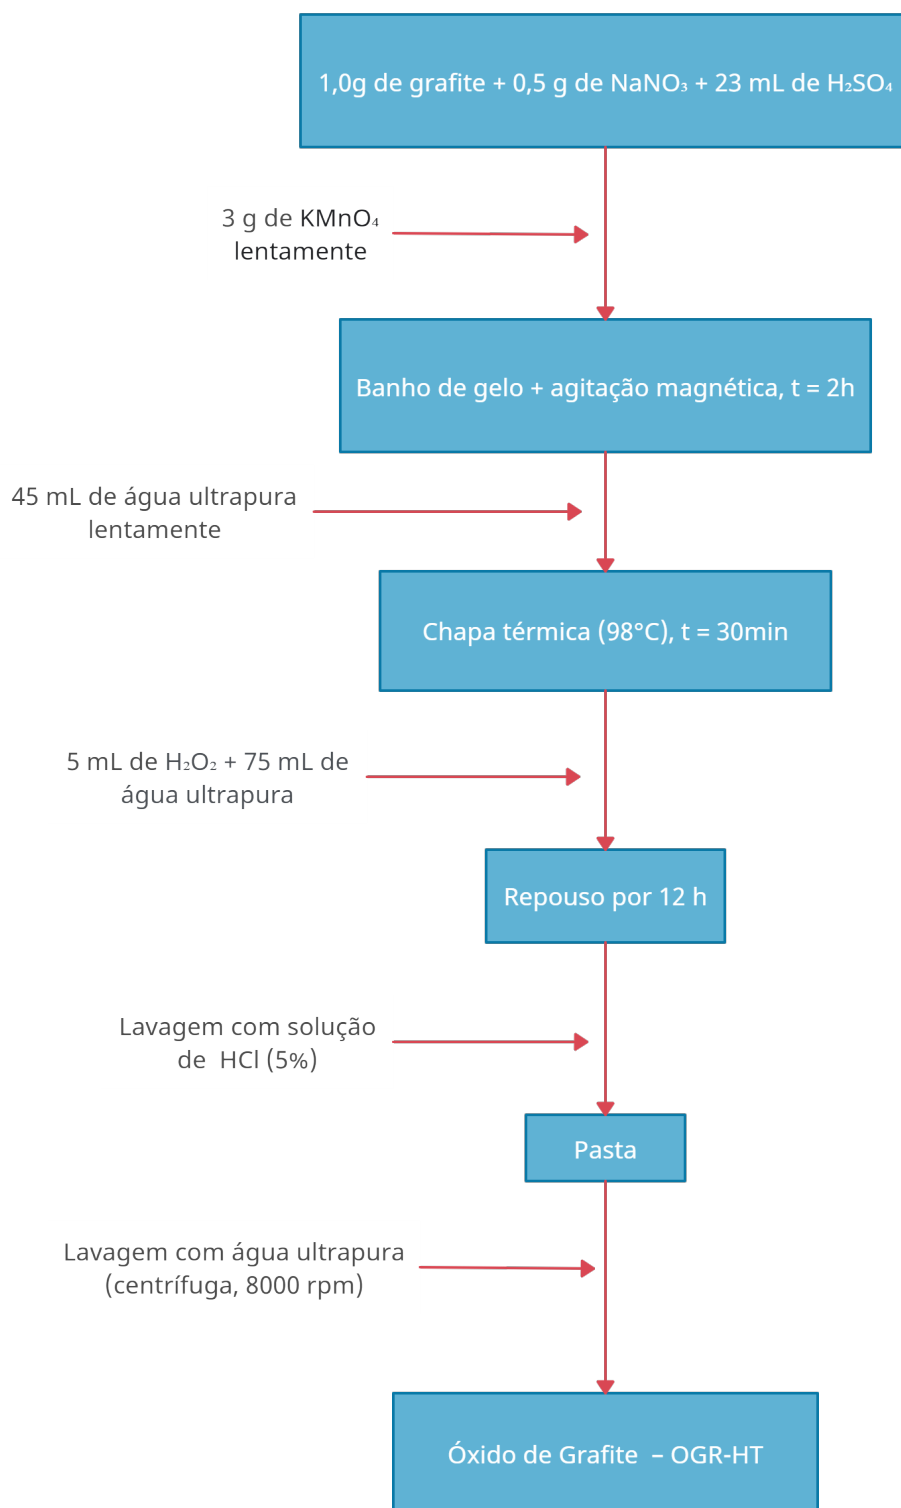 1,0g de grafite + 0,5 g de NaNO₃ + 23 mL de H₂SO₄
3 g de KMnO₄
lentamente
Banho de gelo + agitação magnética, t = 2h
45 mL de água ultrapura
lentamente
Chapa térmica (98°C), t = 30min
5 mL de H₂O₂ + 75 mL de
água ultrapura
Repouso por 12 h
Lavagem com solução
de HCl (5%)
Pasta
Lavagem com água ultrapura
(centrífuga, 8000 rpm)
Óxido de Grafite – OGR-HT